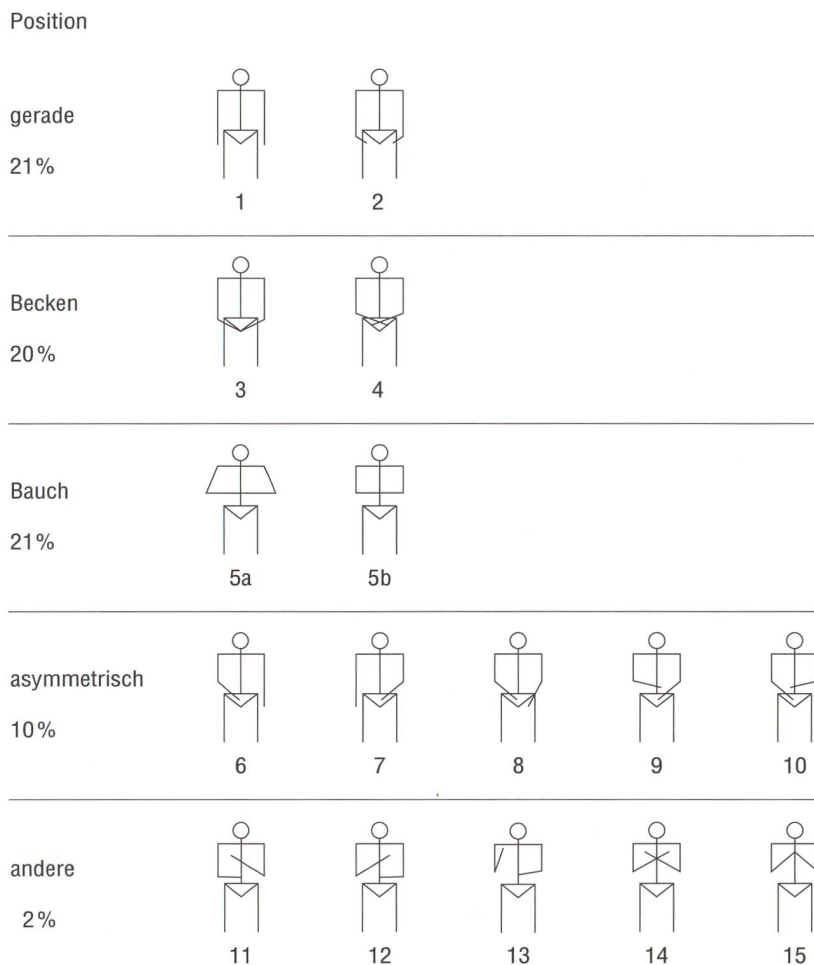 Position
gerade
21%
1 2
Becken
20%
3 4
Bauch
21%
5a 5b
asymmetrisch
10%
6 7 8 9 10
andere
2%
11 12 13 14 15